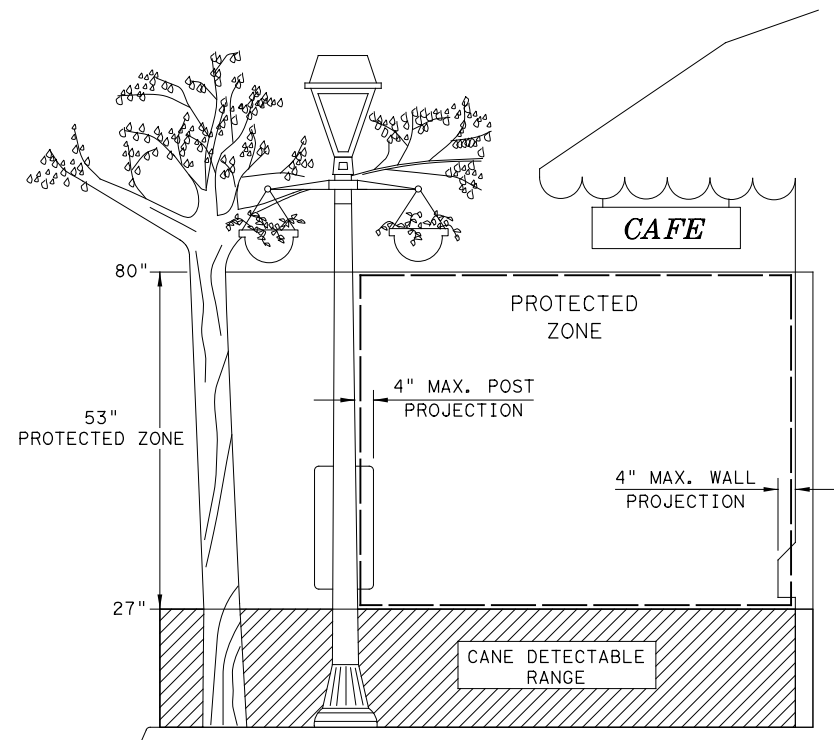 CAFE
80"
PROTECTED
ZONE
4" MAX. POST
PROJECTION
53"
PROTECTED ZONE
4" MAX. WALL
PROJECTION
27"
CANE DETECTABLE
RANGE